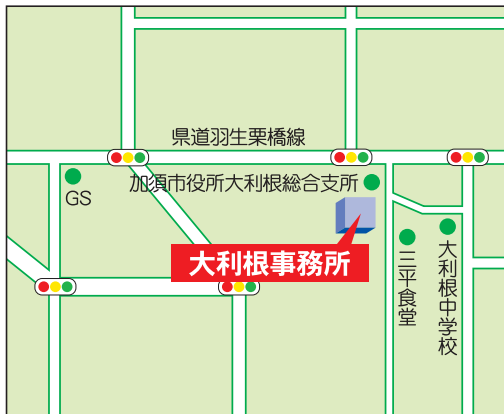 県道羽生栗橋線
加須市役所大利根総合支所
GS
大利根事務所
三平食堂
大利根中学校